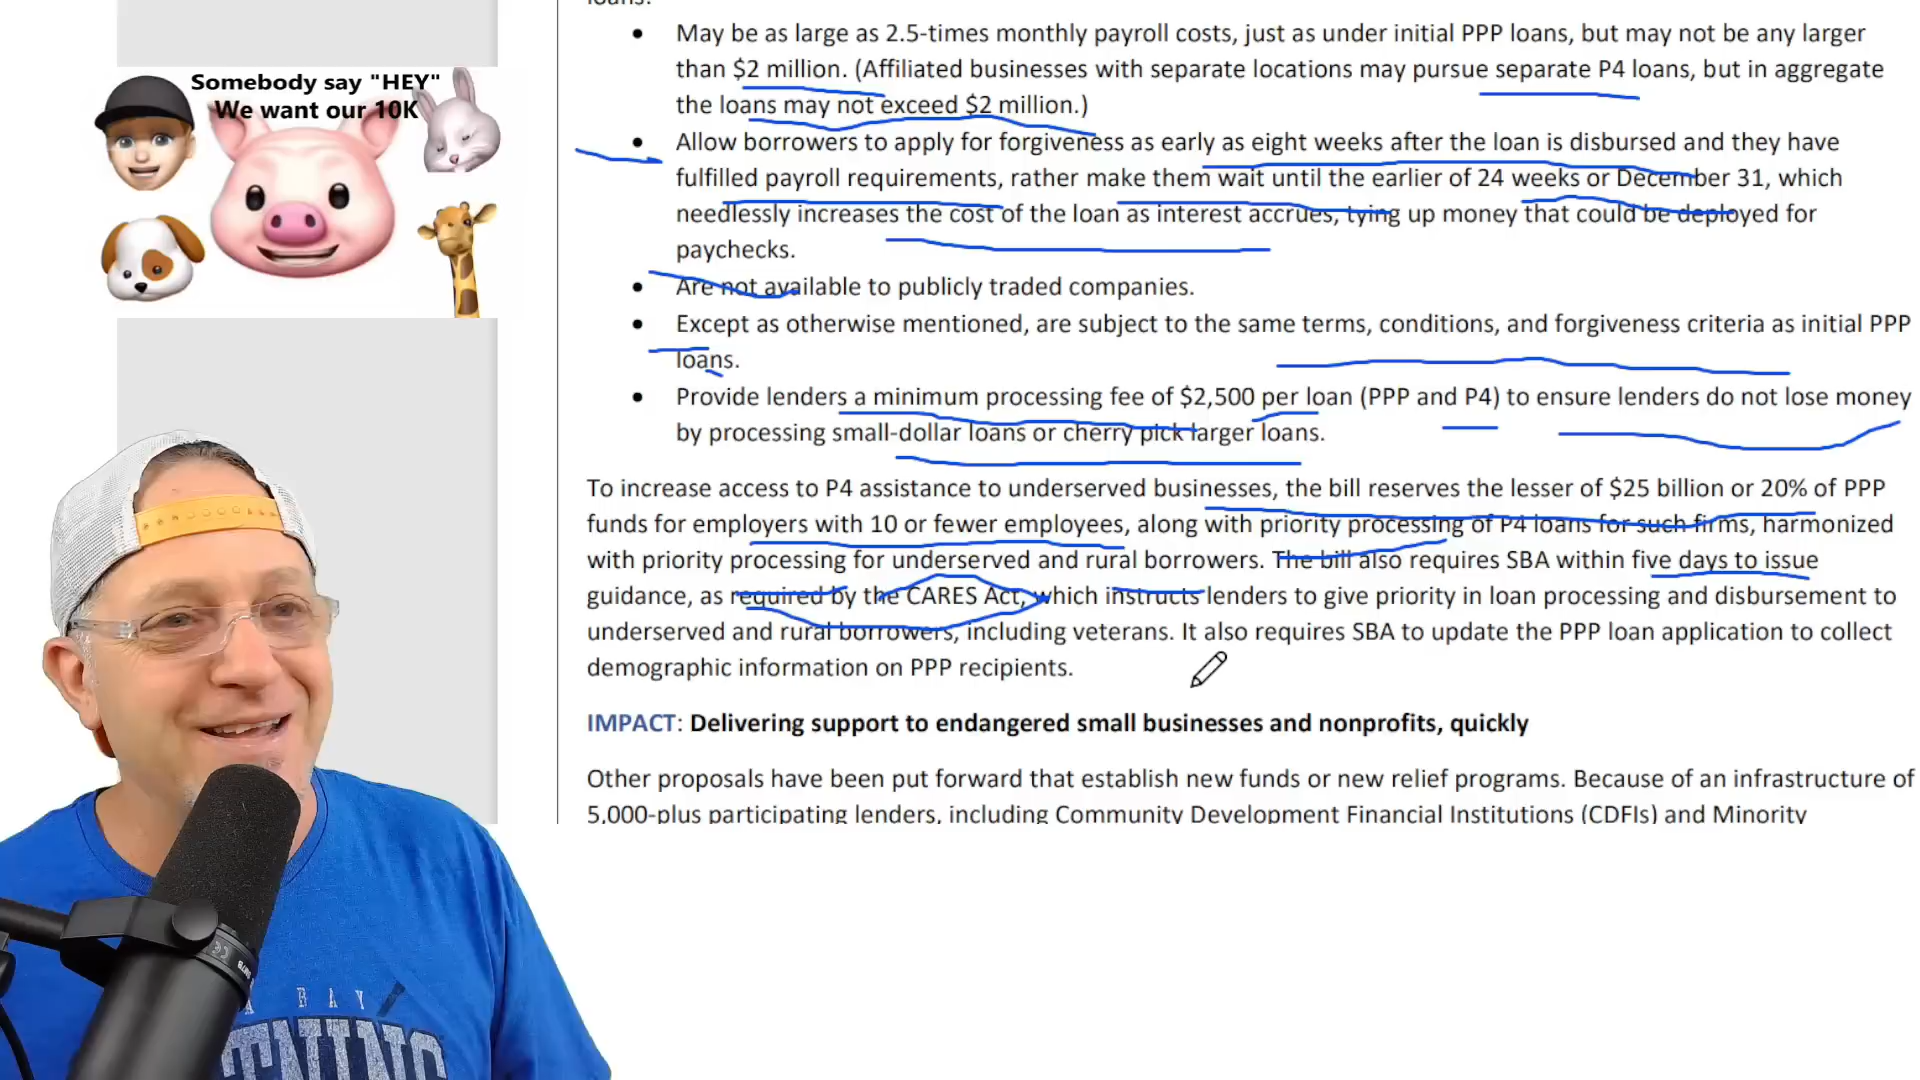 Somebody say "HEY"
We want our 10K
loans.
• May be as large as 2.5-times monthly payroll costs, just as under initial PPP loans, but may not be any larger
than $2 million. (Affiliated businesses with separate locations may pursue separate P4 loans, but in aggregate
the loans may not exceed $2 million.)
• Allow borrowers to apply for forgiveness as early as eight weeks after the loan is disbursed and they have
fulfilled payroll requirements, rather make them wait until the earlier of 24 weeks or December 31, which
needlessly increases the cost of the loan as interest accrues, tying up money that could be deployed for
paychecks.
• Are not available to publicly traded companies.
• Except as otherwise mentioned, are subject to the same terms, conditions, and forgiveness criteria as initial PPP
loans.
• Provide lenders a minimum processing fee of $2,500 per loan (PPP and P4) to ensure lenders do not lose money
by processing small-dollar loans or cherry pick larger loans.
To increase access to P4 assistance to underserved businesses, the bill reserves the lesser of $25 billion or 20% of PPP
funds for employers with 10 or fewer employees, along with priority processing of P4 loans for such firms, harmonized
with priority processing for underserved and rural borrowers. The bill also requires SBA within five days to issue
guidance, as required by the CARES Act, which instructs lenders to give priority in loan processing and disbursement to
underserved and rural borrowers, including veterans. It also requires SBA to update the PPP loan application to collect
demographic information on PPP recipients.
IMPACT: Delivering support to endangered small businesses and nonprofits, quickly
Other proposals have been put forward that establish new funds or new relief programs. Because of an infrastructure of
5,000-plus participating lenders, including Community Development Financial Institutions (CDFIs) and Minority
BAY